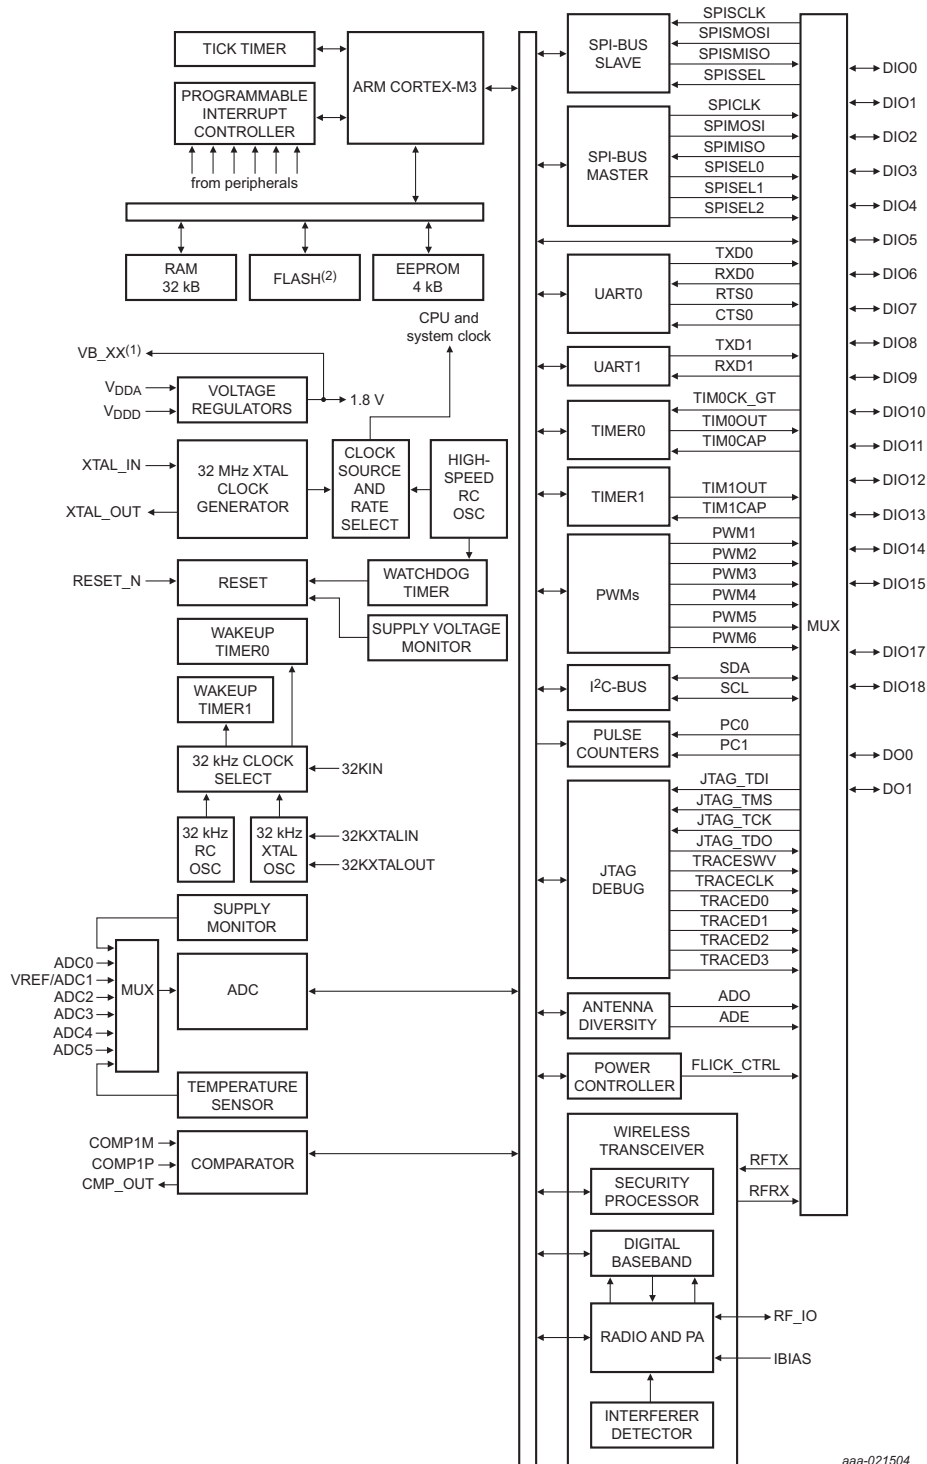 TICK TIMER
PROGRAMMABLE
INTERRUPT
CONTROLLER
from peripherals
ARM CORTEX-M3
RAM
32 kB
FLASH(2)
EEPROM
4 kB
CPU and
system clock
VB_XX(1)
VDDA
VDDD
VOLTAGE
REGULATORS
1.8 V
XTAL_IN
XTAL_OUT
32 MHz XTAL
CLOCK
GENERATOR
CLOCK
SOURCE
AND
RATE
SELECT
HIGH-
SPEED
RC
OSC
RESET_N
RESET
WATCHDOG
TIMER
SUPPLY VOLTAGE
MONITOR
WAKEUP
TIMER0
WAKEUP
TIMER1
32 kHz CLOCK
SELECT
32KIN
32 kHz
RC
OSC
32 kHz
XTAL
OSC
32KXTALIN
32KXTALOUT
SUPPLY
MONITOR
ADC0
VREF/ADC1
ADC2
ADC3
ADC4
ADC5
MUX
ADC
TEMPERATURE
SENSOR
COMP1M
COMP1P
CMP_OUT
COMPARATOR
SPI-BUS
SLAVE
SPISCLK
SPISMOSI
SPISMISO
SPISSEL
SPI-BUS
MASTER
SPICLK
SPIMOSI
SPIMISO
SPISEL0
SPISEL1
SPISEL2
UART0
TXD0
RXD0
RTS0
CTS0
UART1
TXD1
RXD1
TIMER0
TIM0CK_GT
TIM0OUT
TIM0CAP
TIMER1
TIM1OUT
TIM1CAP
PWMs
PWM1
PWM2
PWM3
PWM4
PWM5
PWM6
I2C-BUS
SDA
SCL
PULSE
COUNTERS
PC0
PC1
JTAG
DEBUG
JTAG_TDI
JTAG_TMS
JTAG_TCK
JTAG_TDO
TRACESWV
TRACECLK
TRACED0
TRACED1
TRACED2
TRACED3
ANTENNA
DIVERSITY
ADO
ADE
POWER
CONTROLLER
FLICK_CTRL
WIRELESS
TRANSCEIVER
SECURITY
PROCESSOR
DIGITAL
BASEBAND
RADIO AND PA
INTERFERER
DETECTOR
RFTX
RFRX
RF_IO
IBIAS
MUX
DIO0
DIO1
DIO2
DIO3
DIO4
DIO5
DIO6
DIO7
DIO8
DIO9
DIO10
DIO11
DIO12
DIO13
DIO14
DIO15
DIO17
DIO18
DO0
DO1
aaa-021504